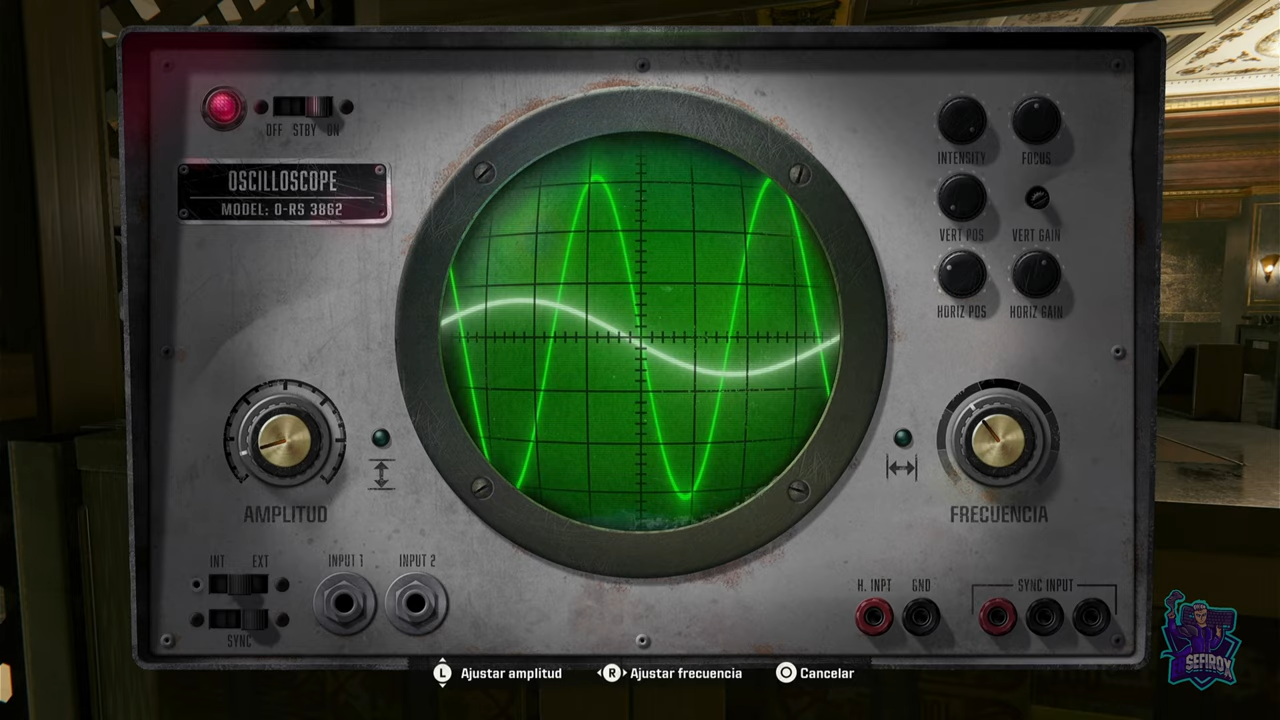 OFF STBY ON
OSCILLOSCOPE
MODEL: O-RS 3862
INTENSITY FOCUS
VERT POS VERT GAIN
HORIZ POS HORIZ GAIN
AMPLITUD
FRECUENCIA
INT EXT
SYNC
INPUT 1 INPUT 2
H. INPT GND
SYNC INPUT
L Ajustar amplitud R Ajustar frecuencia Cancelar
SEFIROX